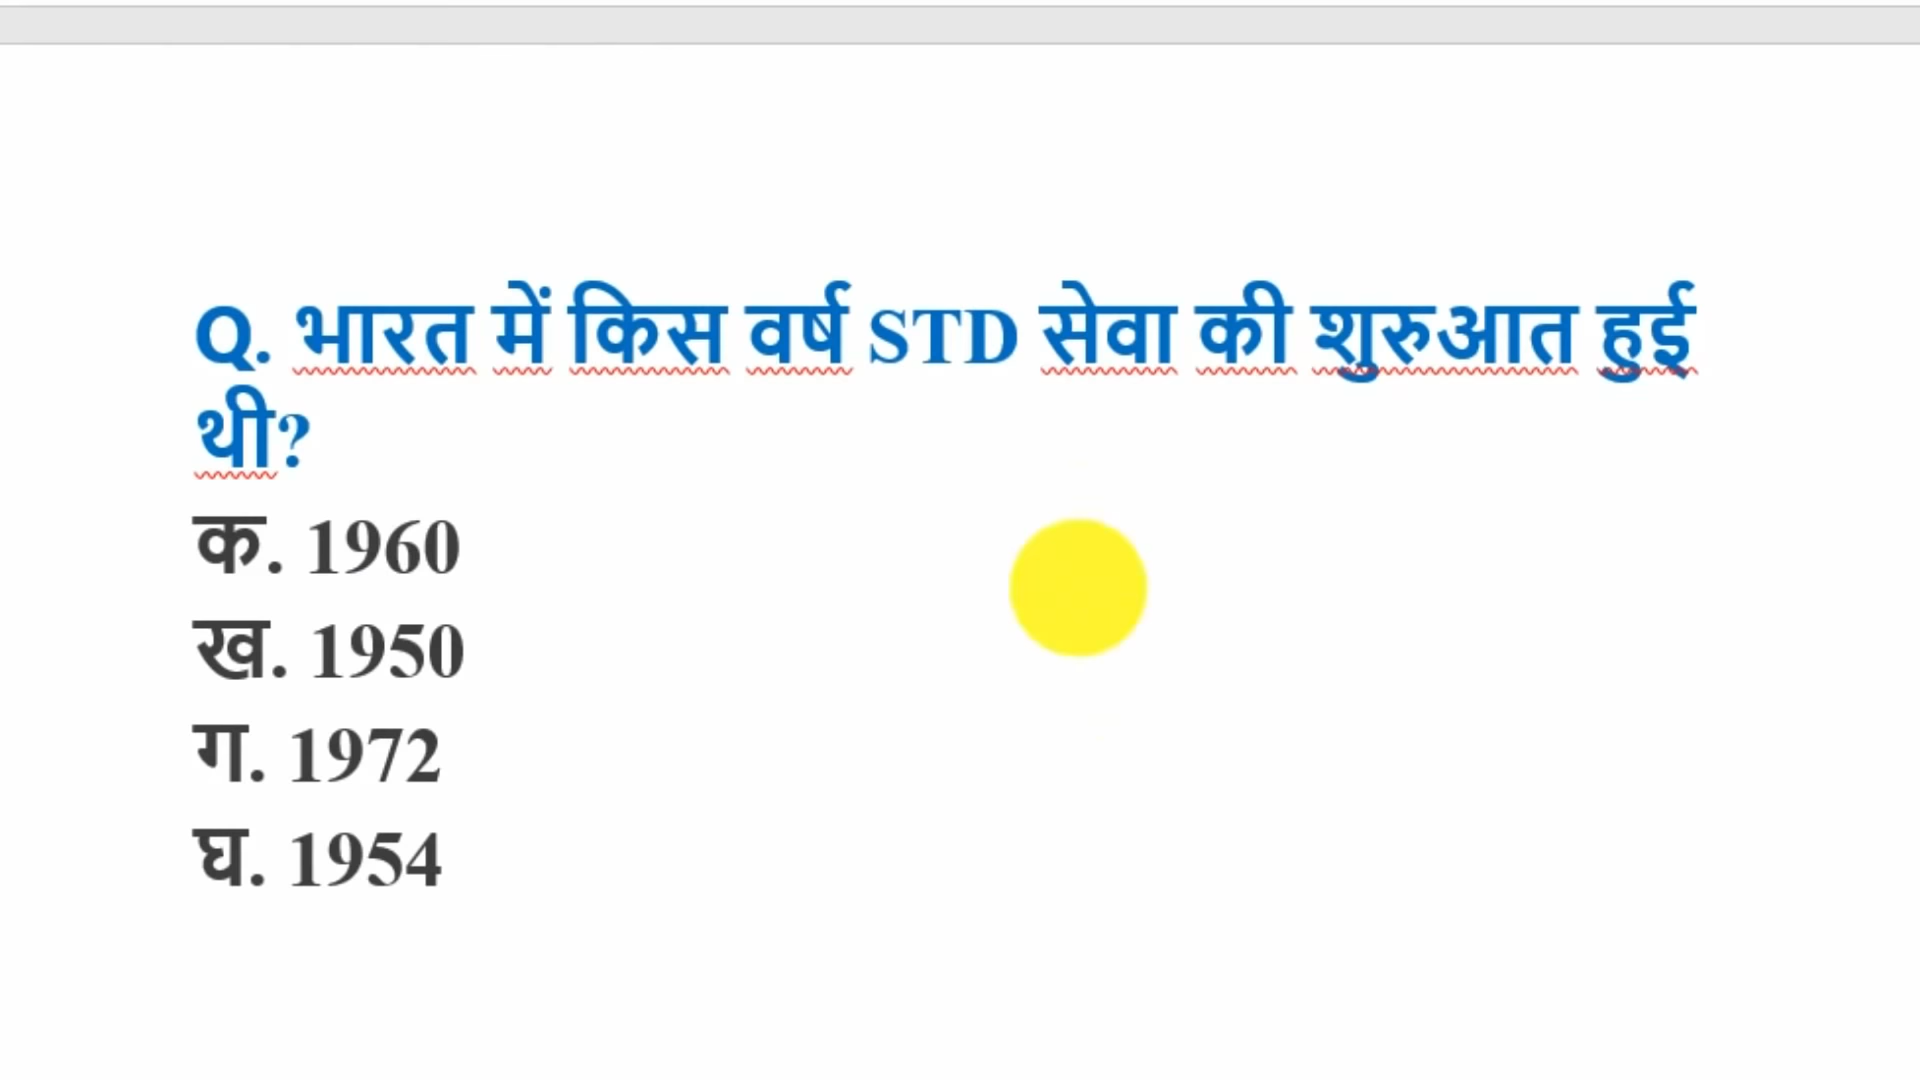 Q. भारत में किस वर्ष STD सेवा की शुरुआत हुई
थी?
क. 1960
ख. 1950
ग. 1972
घ. 1954